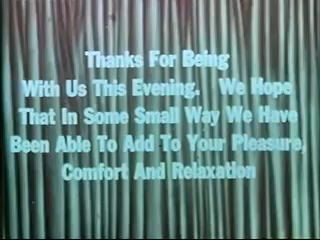 Thanks For Being
With Us This Evening. We Hope
That In Some Small Way We Have
Been Able To Add To Your Pleasure,
Comfort And Relaxation